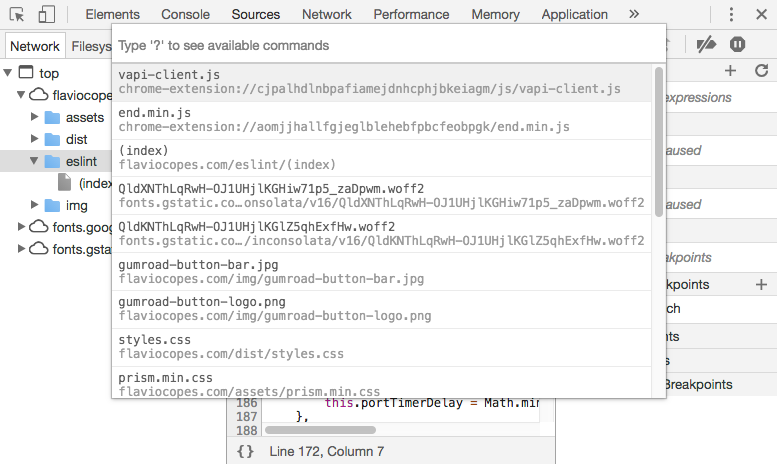 Elements Console Sources Network Performance Memory Application »
Network Filesys
Type '?' to see available commands
top
flaviocopes
assets
dist
eslint
(index
img
fonts.goog
fonts.gsta
vapi-client.js
chrome-extension://cjpalhdlnbpafiamejdnhcphjbkeiagm/js/vapi-client.js
end.min.js
chrome-extension://aomjjhallfgjeglblehebfpbcfeobpgk/end.min.js
(index)
flaviocopes.com/eslint/(index)
QldXNThLqRwH-OJ1UHjlKGHiw71p5_zaDpwm.woff2
fonts.gstatic.co…onsolata/v16/QldXNThLqRwH-OJ1UHjlKGHiw71p5_zaDpwm.woff2
QldKNThLqRwH-OJ1UHjlKGlZ5qhExfHw.woff2
fonts.gstatic.co…/inconsolata/v16/QldKNThLqRwH-OJ1UHjlKGlZ5qhExfHw.woff2
gumroad-button-bar.jpg
flaviocopes.com/img/gumroad-button-bar.jpg
gumroad-button-logo.png
flaviocopes.com/img/gumroad-button-logo.png
styles.css
flaviocopes.com/dist/styles.css
prism.min.css
flaviocopes.com/assets/prism.min.css
expressions
aused
aused
eakpoints
kpoints
ch
nts
s
Breakpoints
186 this.portTimerDelay = Math.min
187 },
188
{} Line 172, Column 7